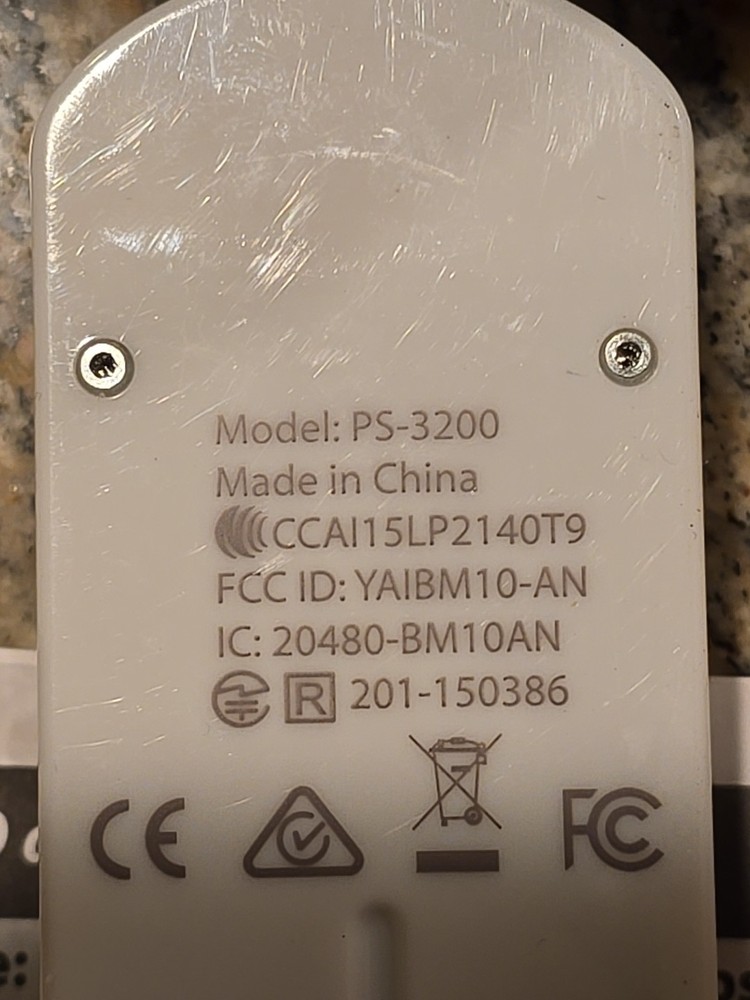 Model: PS-3200
Made in China
CCAI15LP2140T9
FCC ID: YAIBM10-AN
IC: 20480-BM10AN
R 201-150386
CE FC